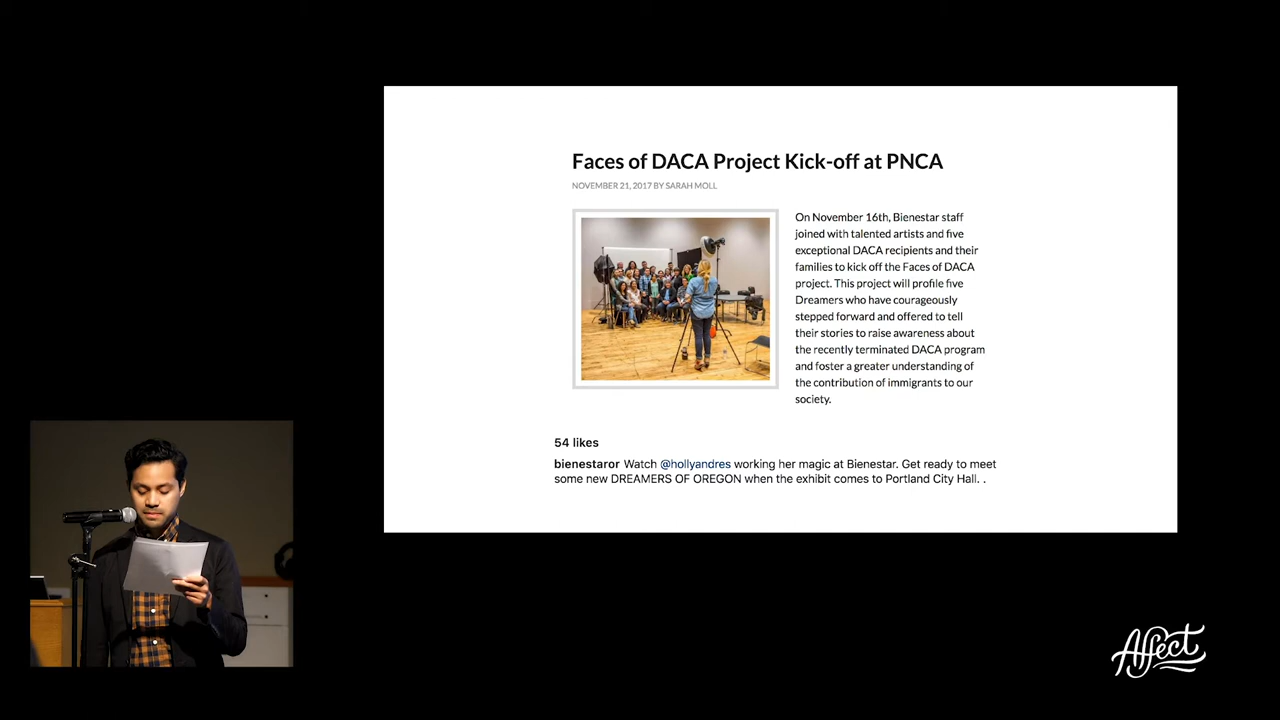 Faces of DACA Project Kick-off at PNCA
NOVEMBER 21, 2017 BY SARAH MOLL
On November 16th, Bienestar staff
joined with talented artists and five
exceptional DACA recipients and their
families to kick off the Faces of DACA
project. This project will profile five
Dreamers who have courageously
stepped forward and offered to tell
their stories to raise awareness about
the recently terminated DACA program
and foster a greater understanding of
the contribution of immigrants to our
society.
54 likes
bienestaror Watch @hollyandres working her magic at Bienestar. Get ready to meet
some new DREAMERS OF OREGON when the exhibit comes to Portland City Hall. .
Affect